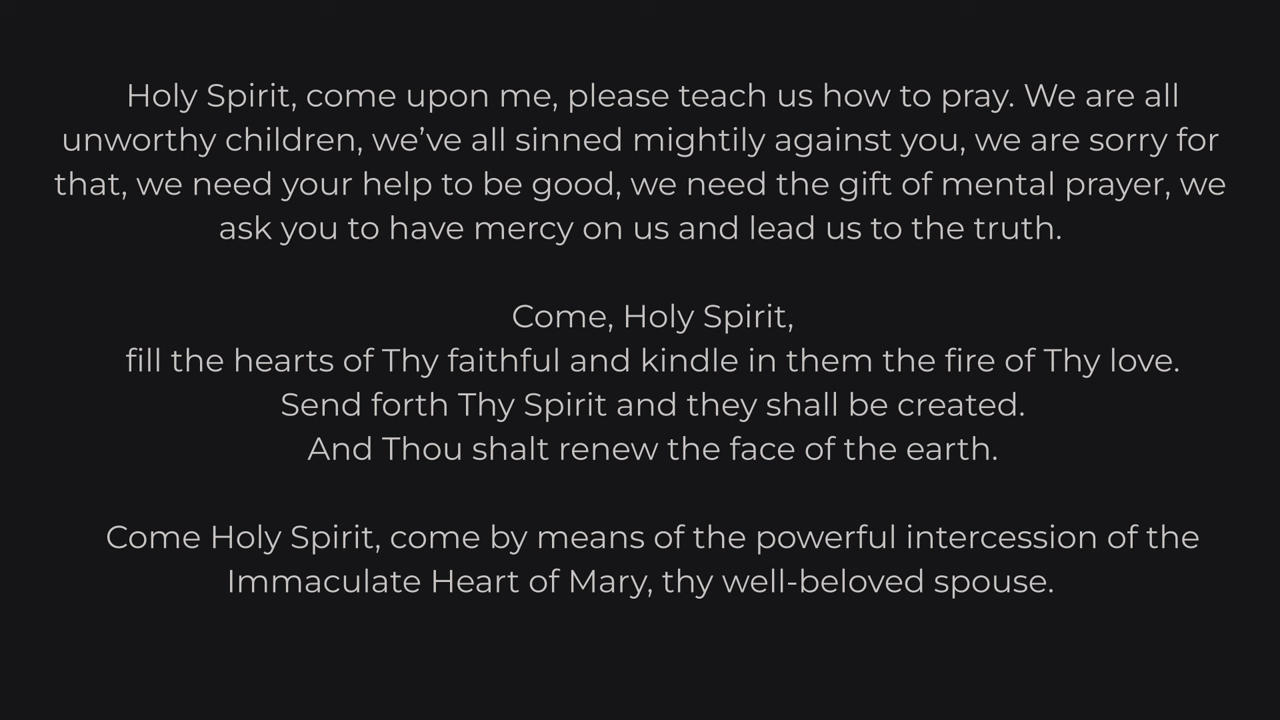 Holy Spirit, come upon me, please teach us how to pray. We are all
unworthy children, we’ve all sinned mightily against you, we are sorry for
that, we need your help to be good, we need the gift of mental prayer, we
ask you to have mercy on us and lead us to the truth.
Come, Holy Spirit,
fill the hearts of Thy faithful and kindle in them the fire of Thy love.
Send forth Thy Spirit and they shall be created.
And Thou shalt renew the face of the earth.
Come Holy Spirit, come by means of the powerful intercession of the
Immaculate Heart of Mary, thy well-beloved spouse.